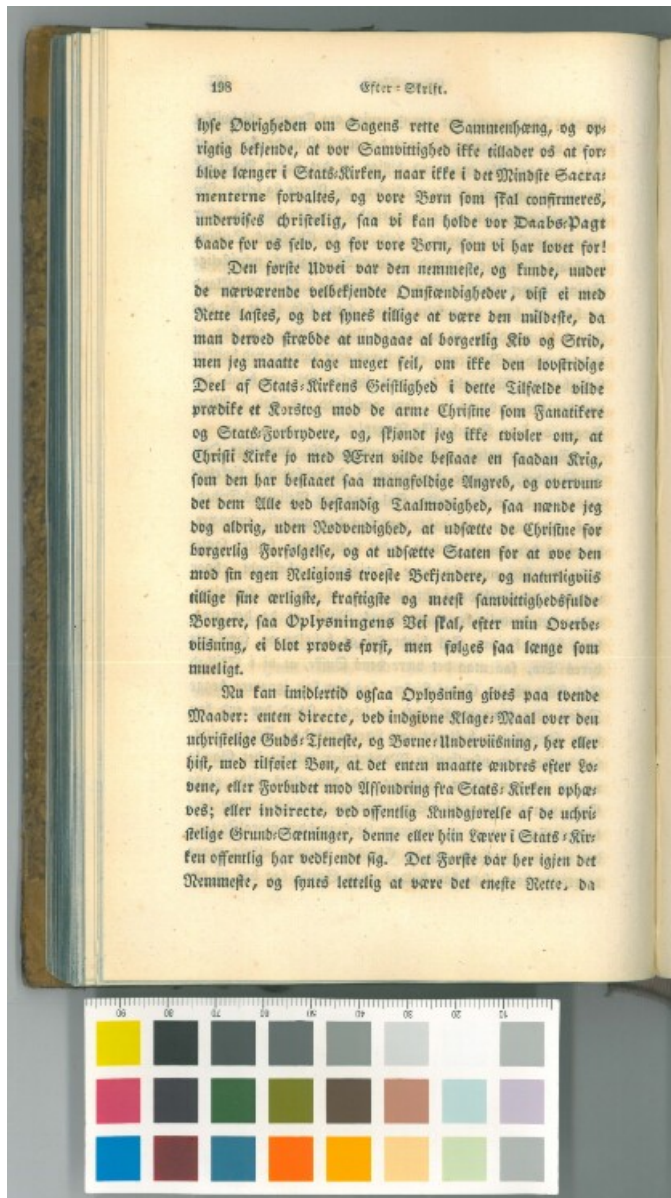 198 Efter-Skrift.
lyse Øvrigheden om Sagens rette Sammenhæng, og op-
rigtig bekjende, at vor Samvittighed ikke tillader os at for-
blive længer i Stats-Kirken, naar ikke i det Mindste Sacra-
menterne forvaltes, og vore Børn som skal confirmeres,
undervises christelig, saa vi kan holde vor Daabs-Pagt
baade for os selv, og for vore Børn, som vi har lovet for!
Den første Udvei var den nemmeste, og kunde, under
de nærværende velbekjendte Omstændigheder, vist ei med
Rette lastes, og det synes tillige at være den mildeste, da
man derved stræbde at undgaae al borgerlig Kiv og Strid,
men jeg maatte tage meget feil, om ikke den lovstridige
Deel af Stats-Kirkens Geistlighed i dette Tilfælde vilde
prædike et Korstog mod de arme Christne som Fanatikere
og Stats-Forbrydere, og, skjøndt jeg ikke tvivler om, at
Christi Kirke jo med Æren vilde bestaae en saadan Krig,
som den har bestaaet saa mangfoldige Angreb, og overvun-
det dem Alle ved bestandig Taalmodighed, saa nænde jeg
dog aldrig, uden Nødvendighed, at udsætte de Christne for
borgerlig Forfølgelse, og at udsætte Staten for at øve den
mod sin egen Religions troeste Bekjendere, og naturligviis
tillige sine ærligste, kraftigste og meest samvittighedsfulde
Borgere, saa Oplysningens Vei skal, efter min Overbe-
viisning, ei blot prøves først, men følges saa længe som
mueligt.
Nu kan imidlertid ogsaa Oplysning gives paa tvende
Maader: enten directe, ved indgivne Klage-Maal over den
uchristelige Guds-Tjeneste, og Børne-Underviisning, her eller
hist, med tilføiet Bøn, at det enten maatte ændres efter Lo-
vene, eller Forbudet mod Afsondring fra Stats-Kirken ophæ-
ves; eller indirecte, ved offentlig Kundgjørelse af de uchri-
stelige Grund-Sætninger, denne eller hiin Lærer i Stats-Kir-
ken offentlig har vedkjendt sig. Det Første var her igjen det
Nemmeste, og synes lettelig at være det eneste Rette, da
90 80 70 60 50 40 30 20 10